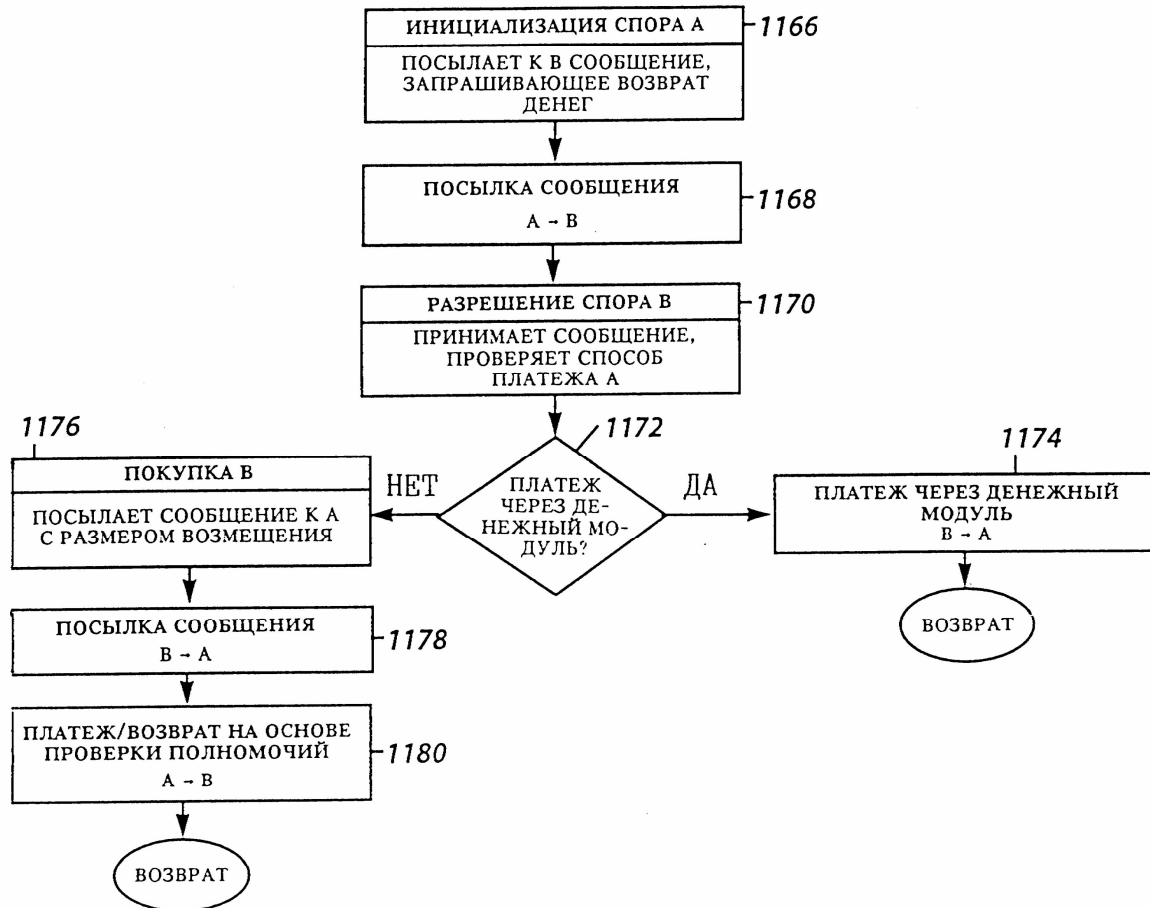 ИНИЦИАЛИЗАЦИЯ СПОРА А
1166
ПОСЫЛАЕТ К В СООБЩЕНИЕ,
ЗАПРАШИВАЮЩЕЕ ВОЗВРАТ
ДЕНЕГ
ПОСЫЛКА СООБЩЕНИЯ
А - В
1168
РАЗРЕШЕНИЕ СПОРА В
1170
ПРИНИМАЕТ СООБЩЕНИЕ,
ПРОВЕРЯЕТ СПОСОБ
ПЛАТЕЖА А
1172
ПЛАТЕЖ
ЧЕРЕЗ ДЕ-
НЕЖНЫЙ МО-
ДУЛЬ?
НЕТ
ДА
1176
ПОКУПКА В
ПОСЫЛАЕТ СООБЩЕНИЕ К А
С РАЗМЕРОМ ВОЗМЕЩЕНИЯ
1174
ПЛАТЕЖ ЧЕРЕЗ ДЕНЕЖНЫЙ
МОДУЛЬ
В - А
ВОЗВРАТ
ПОСЫЛКА СООБЩЕНИЯ
В - А
1178
ПЛАТЕЖ/ВОЗВРАТ НА ОСНОВЕ
ПРОВЕРКИ ПОЛНОМОЧИЙ
А - В
1180
ВОЗВРАТ